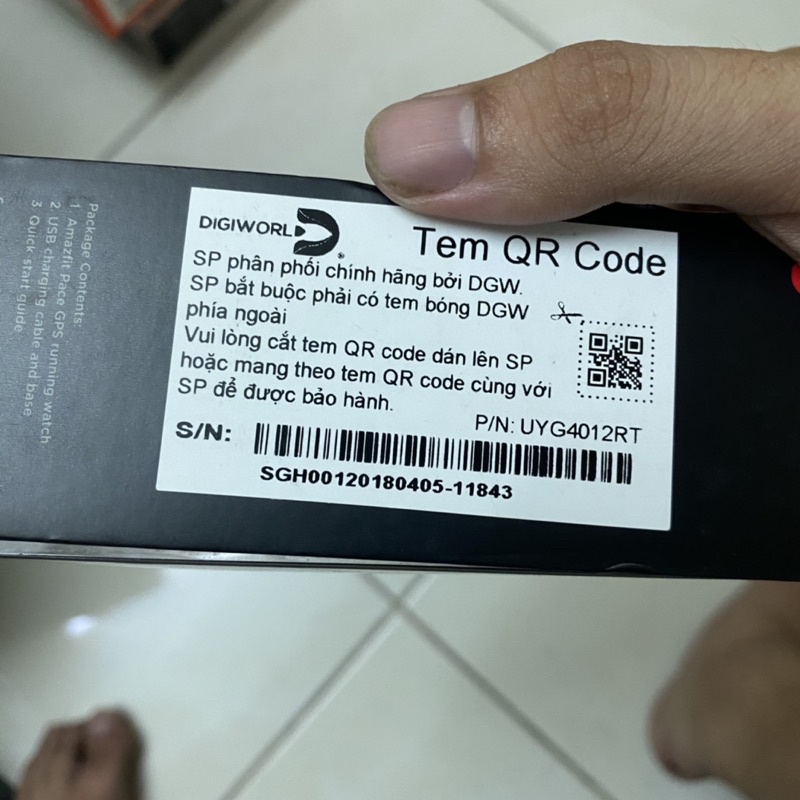 DIGIWORLD
Tem QR Code
SP phân phối chính hãng bởi DGW.
SP bắt buộc phải có tem bóng DGW
phía ngoài
Vui lòng cắt tem QR code dán lên SP
hoặc mang theo tem QR code cùng với
SP để được bảo hành.
P/N: UYG4012RT
S/N:
SGH00120180405-11843
Package Contents:
1. Amazfit Pace GPS running watch
2. USB charging cable and base
3. Quick start guide